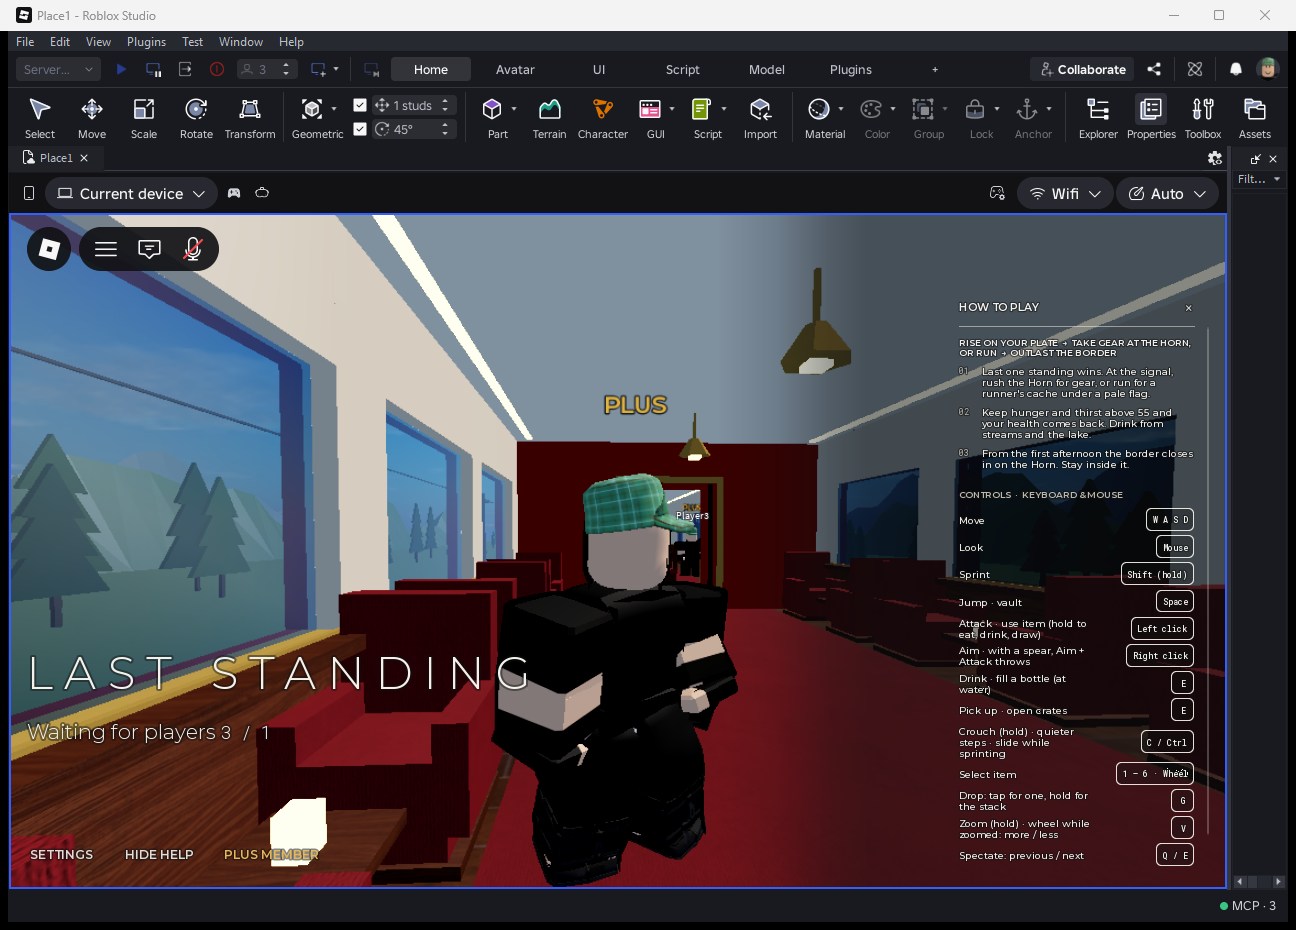 Place1 - Roblox Studio
File Edit View Plugins Test Window Help
Server... 3 Home Avatar UI Script Model Plugins + Collaborate
1 studs
45°
Select Move Scale Rotate Transform Geometric Part Terrain Character GUI Script Import Material Color Group Lock Anchor Explorer Properties Toolbox Assets
Place1
Filt...
Current device Wifi Auto
HOW TO PLAY ×
RISE ON YOUR PLATE → TAKE GEAR AT THE HORN,
OR RUN → OUTLAST THE BORDER
01 Last one standing wins. At the signal,
rush the Horn for gear, or run for a
runner's cache under a pale flag.
02 Keep hunger and thirst above 55 and
your health comes back. Drink from
streams and the lake.
03 From the first afternoon the border closes
in on the Horn. Stay inside it.
CONTROLS · KEYBOARD & MOUSE
Move W A S D
Look Mouse
Sprint Shift (hold)
Jump · vault Space
Attack · use item (hold to
eat, drink, draw) Left click
Aim · with a spear, Aim +
Attack throws Right click
Drink · fill a bottle (at
water) E
Pick up · open crates E
Crouch (hold) · quieter
steps · slide while
sprinting C / Ctrl
Select item 1 – 6 · Wheel
Drop: tap for one, hold for
the stack G
Zoom (hold) · wheel while
zoomed: more / less V
Spectate: previous / next Q / E
PLUS
Player3
LAST STANDING
Waiting for players 3 / 1
SETTINGS HIDE HELP PLUS MEMBER
MCP · 3